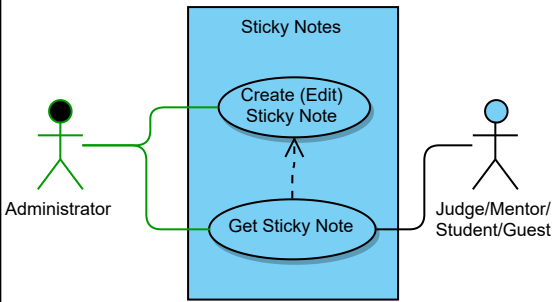 Sticky Notes
Create (Edit)
Sticky Note
Get Sticky Note
Administrator
Judge/Mentor/
Student/Guest